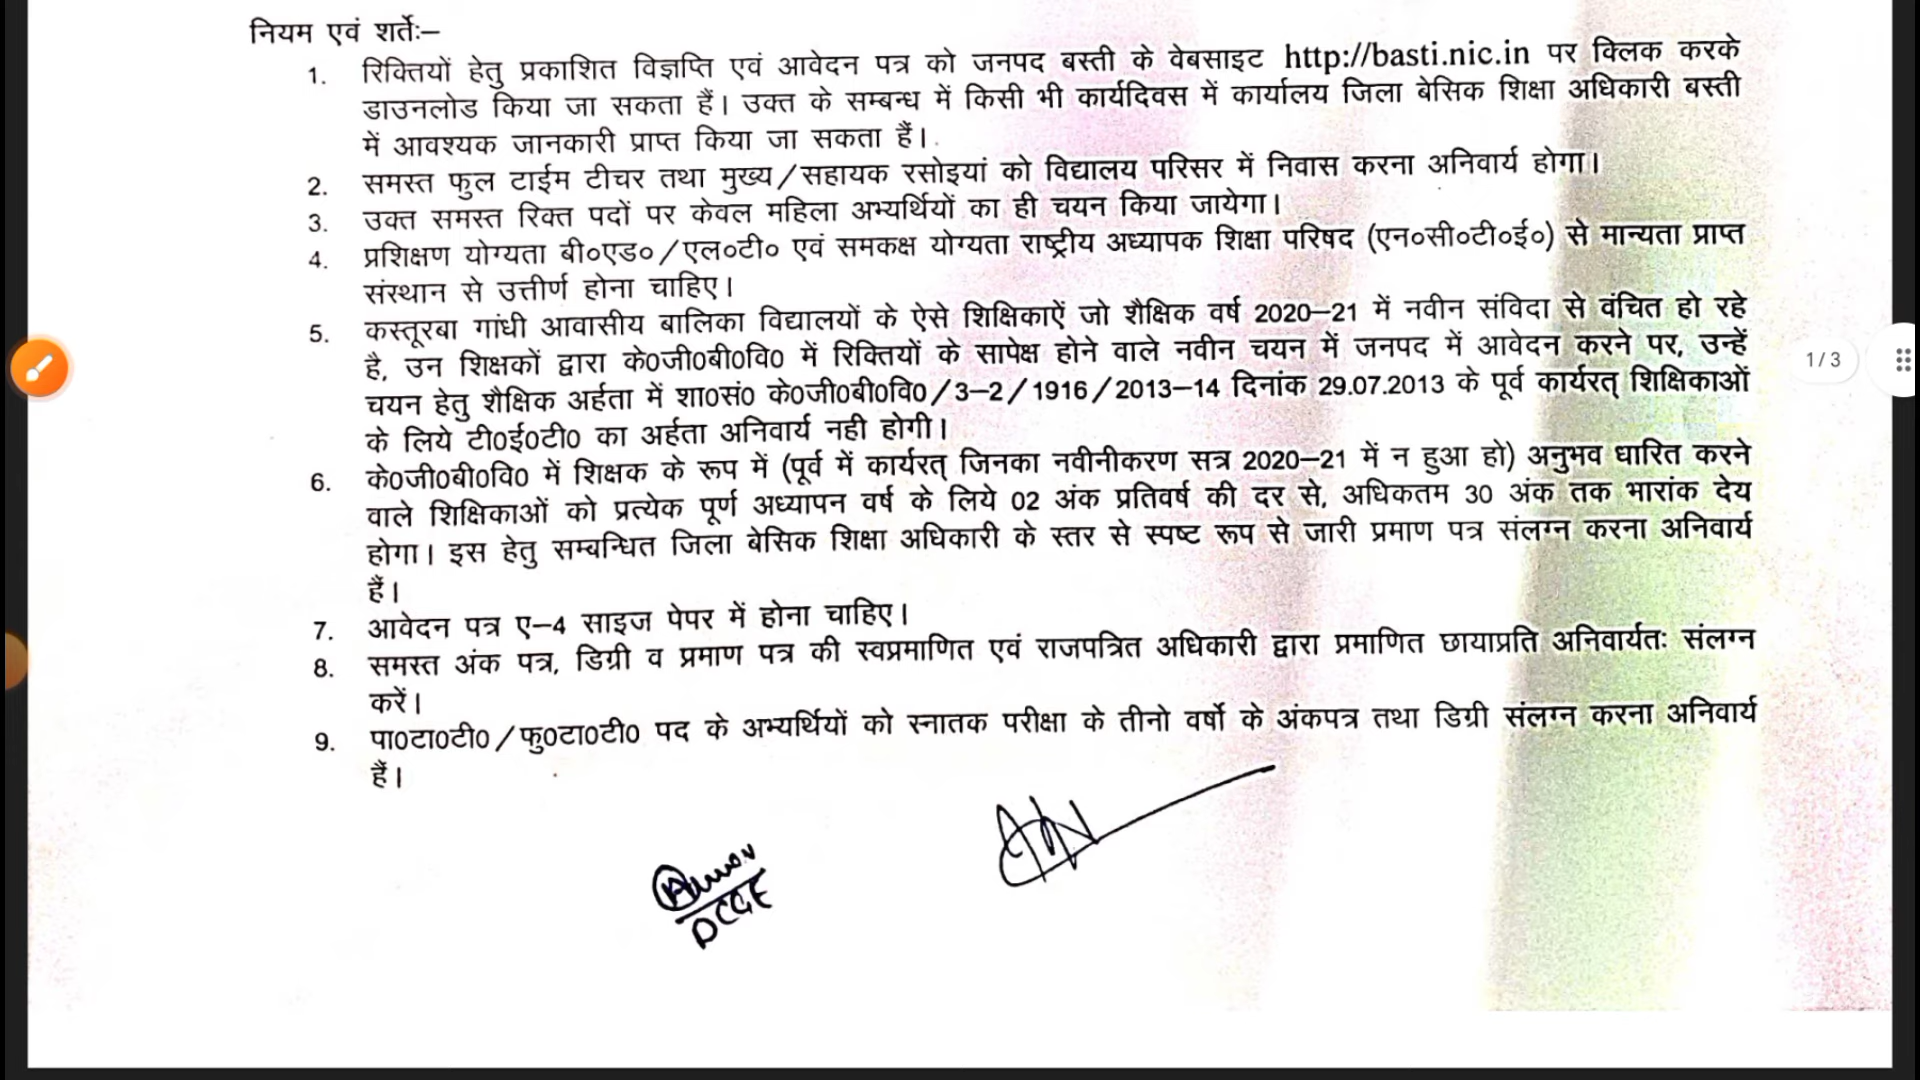 नियम एवं शर्तेः–
1. रिक्तियों हेतु प्रकाशित विज्ञप्ति एवं आवेदन पत्र को जनपद बस्ती के वेबसाइट http://basti.nic.in पर क्लिक करके
डाउनलोड किया जा सकता हैं। उक्त के सम्बन्ध में किसी भी कार्यदिवस में कार्यालय जिला बेसिक शिक्षा अधिकारी बस्ती
में आवश्यक जानकारी प्राप्त किया जा सकता हैं।
2. समस्त फुल टाईम टीचर तथा मुख्य/सहायक रसोइयां को विद्यालय परिसर में निवास करना अनिवार्य होगा।
3. उक्त समस्त रिक्त पदों पर केवल महिला अभ्यर्थियों का ही चयन किया जायेगा।
4. प्रशिक्षण योग्यता बी०एड०/एल०टी० एवं समकक्ष योग्यता राष्ट्रीय अध्यापक शिक्षा परिषद (एन०सी०टी०ई०) से मान्यता प्राप्त
संस्थान से उत्तीर्ण होना चाहिए।
5. कस्तूरबा गांधी आवासीय बालिका विद्यालयों के ऐसे शिक्षिकाऐं जो शैक्षिक वर्ष 2020–21 में नवीन संविदा से वंचित हो रहे
है, उन शिक्षकों द्वारा के0जी0बी0वि0 में रिक्तियों के सापेक्ष होने वाले नवीन चयन में जनपद में आवेदन करने पर, उन्हें
चयन हेतु शैक्षिक अर्हता में शा0सं0 के0जी0बी0वि0/3–2/1916/2013–14 दिनांक 29.07.2013 के पूर्व कार्यरत् शिक्षिकाओं
के लिये टी0ई0टी0 का अर्हता अनिवार्य नही होगी।
6. के0जी0बी0वि0 में शिक्षक के रूप में (पूर्व में कार्यरत् जिनका नवीनीकरण सत्र 2020–21 में न हुआ हो) अनुभव धारित करने
वाले शिक्षिकाओं को प्रत्येक पूर्ण अध्यापन वर्ष के लिये 02 अंक प्रतिवर्ष की दर से, अधिकतम 30 अंक तक भारांक देय
होगा। इस हेतु सम्बन्धित जिला बेसिक शिक्षा अधिकारी के स्तर से स्पष्ट रूप से जारी प्रमाण पत्र संलग्न करना अनिवार्य
हैं।
7. आवेदन पत्र ए–4 साइज पेपर में होना चाहिए।
8. समस्त अंक पत्र, डिग्री व प्रमाण पत्र की स्वप्रमाणित एवं राजपत्रित अधिकारी द्वारा प्रमाणित छायाप्रति अनिवार्यतः संलग्न
करें।
9. पा0टा0टी0/फु0टा0टी0 पद के अभ्यर्थियों को स्नातक परीक्षा के तीनो वर्षो के अंकपत्र तथा डिग्री संलग्न करना अनिवार्य
हैं।
DCGE
1/3